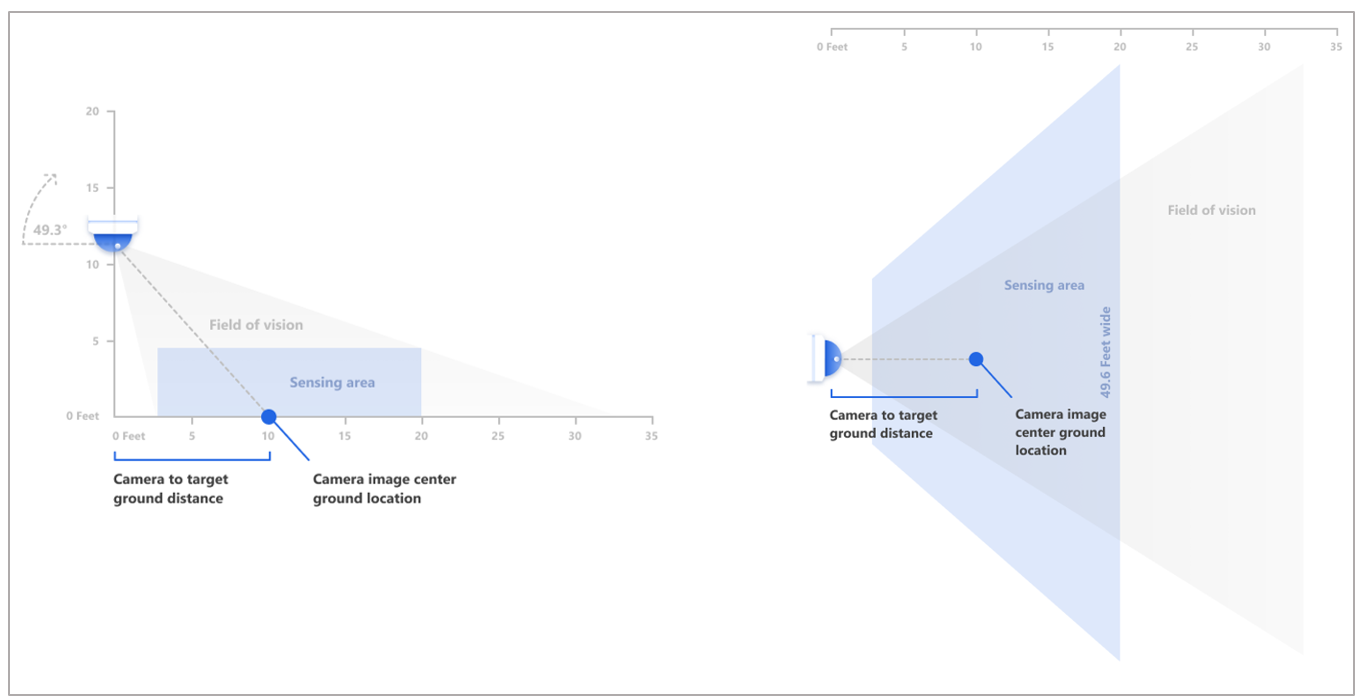 20
15
49.3°
10
Field of vision
5
Sensing area
0 Feet
0 Feet
5
10
15
20
25
30
35
Camera to target
ground distance
Camera image center
ground location
0 Feet
5
10
15
20
25
30
35
Field of vision
Sensing area
49.6 Feet wide
Camera to target
ground distance
Camera image
center ground
location